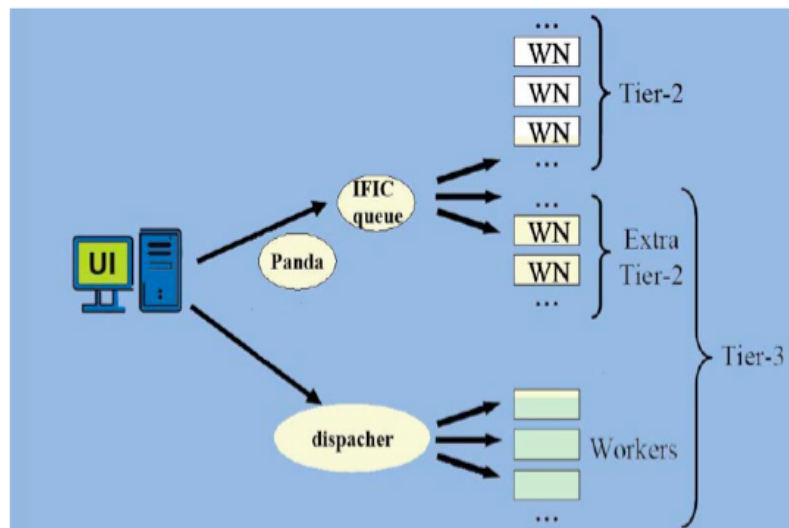 ...
WN
WN
WN
...
Tier-2
IFIC
queue
...
WN
WN
...
Extra
Tier-2
Panda
UI
Tier-3
dispacher
Workers
...